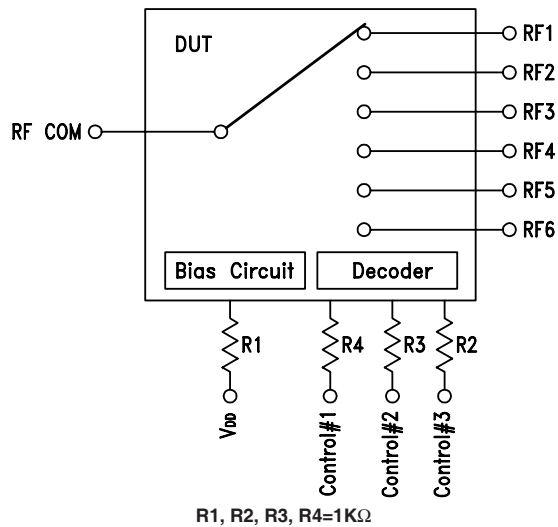 DUT
RF1
RF2
RF COM
RF3
RF4
RF5
RF6
Bias Circuit
Decoder
R1
R4
R3
R2
VDD
Control#1
Control#2
Control#3
R1, R2, R3, R4=1KΩ